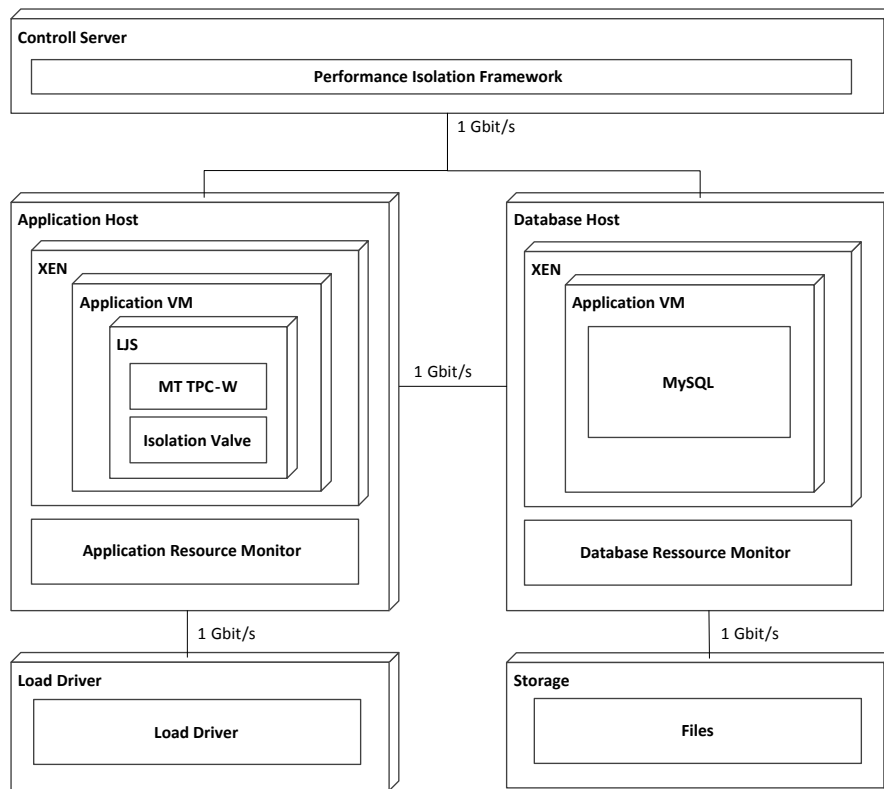 Controll Server
Performance Isolation Framework
1 Gbit/s
Application Host
XEN
Application VM
LJS
MT TPC-W
Isolation Valve
Application Resource Monitor
1 Gbit/s
Database Host
XEN
Application VM
MySQL
Database Ressource Monitor
1 Gbit/s
1 Gbit/s
Load Driver
Load Driver
Storage
Files